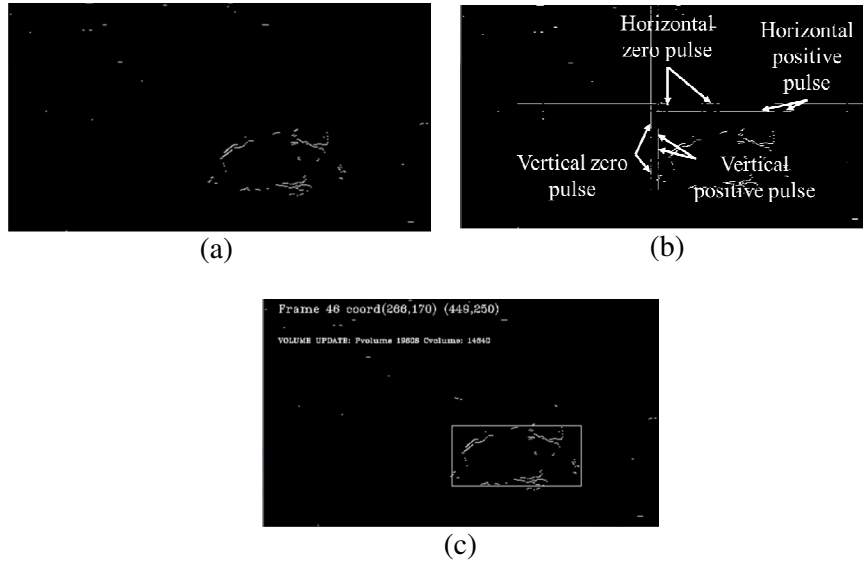 Horizontal
zero pulse
Horizontal
positive
pulse
Vertical zero
pulse
Vertical
positive pulse
(a)
(b)
Frame 46 coord(266,170) (449,250)
VOLUME UPDATE: Pvolume 19608 Cvolume: 14640
(c)